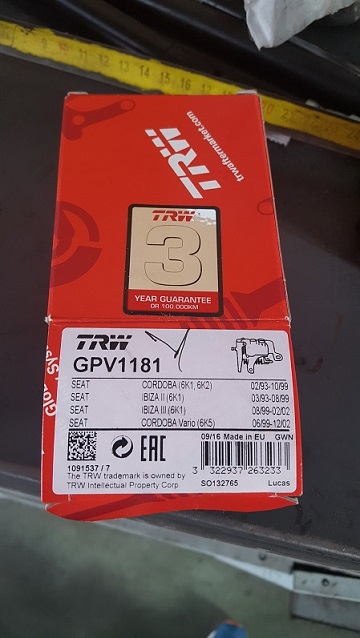 TRW
trwaftermarket.com
TRW
3
YEAR GUARANTEE
OR 100.000KM
TRW
GPV1181
SEAT CORDOBA (6K1, 6K2) 02/93-10/99
SEAT IBIZA II (6K1) 03/93-08/99
SEAT IBIZA III (6K1) 08/99-02/02
SEAT CORDOBA Vario (6K5) 06/99-12/02
EAC
09/16 Made in EU GWN
1091537 / 7
3 322937 263233
The TRW trademark is owned by
TRW Intellectual Property Corp.
SO132765 Lucas